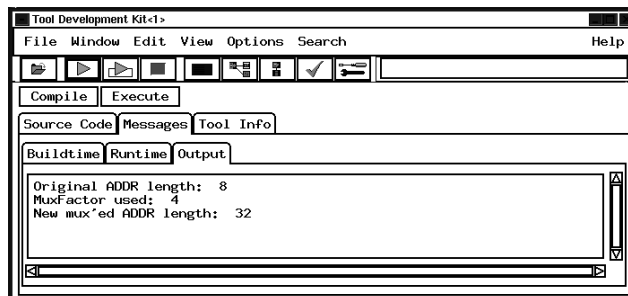 Tool Development Kit<1>
File Window Edit View Options Search Help
Compile Execute
Source Code Messages Tool Info
Buildtime Runtime Output
Original ADDR length: 8
MuxFactor used: 4
New mux'ed ADDR length: 32